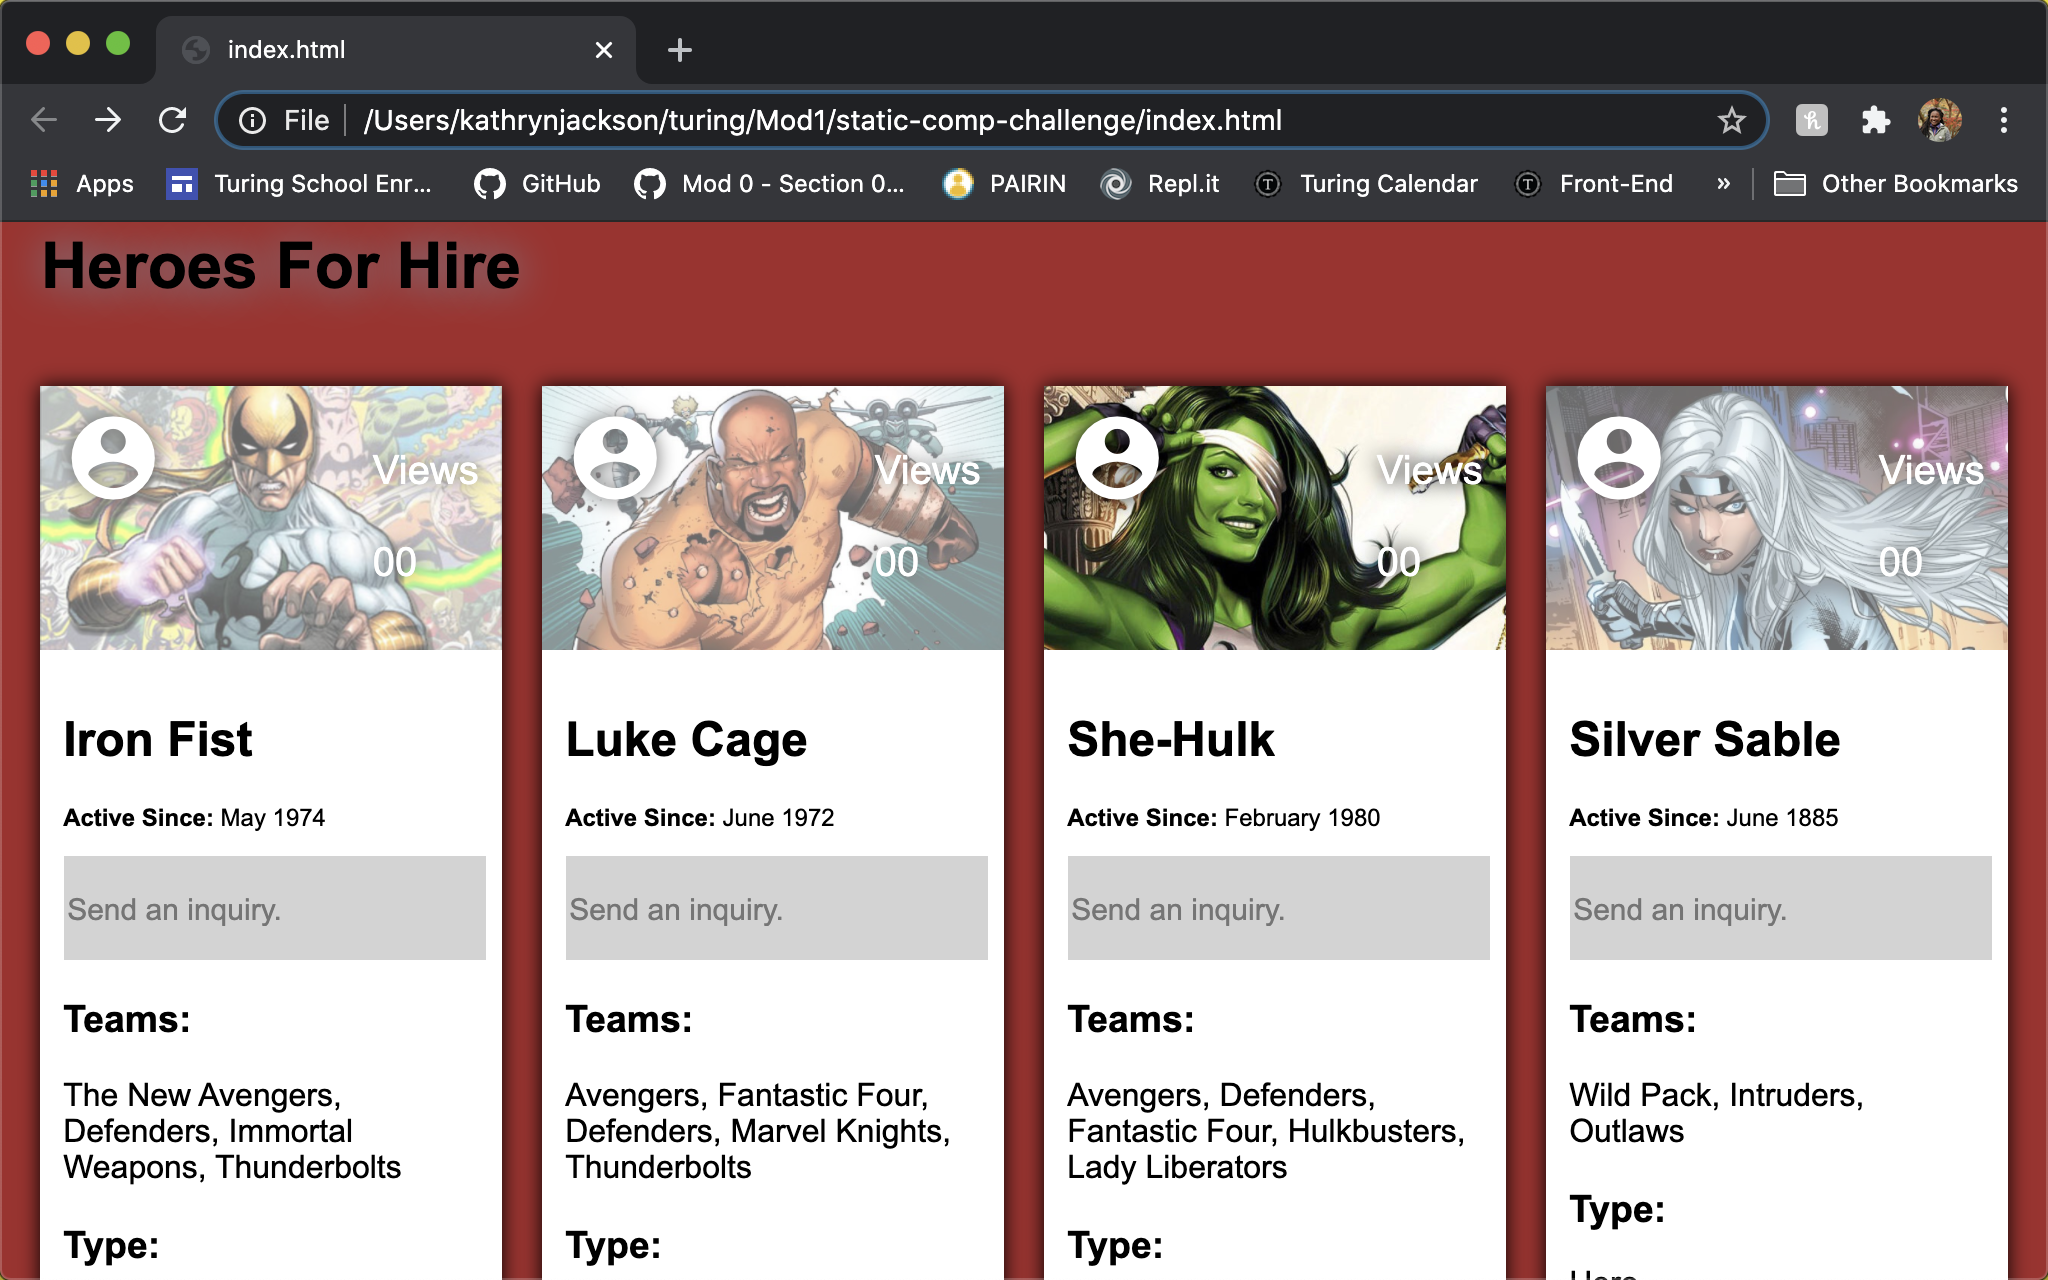 index.html
File /Users/kathrynjackson/turing/Mod1/static-comp-challenge/index.html
Apps Turing School Enr... GitHub Mod 0 - Section 0... PAIRIN Repl.it Turing Calendar Front-End » Other Bookmarks
Heroes For Hire
Views
00
Iron Fist
Active Since: May 1974
Send an inquiry.
Teams:
The New Avengers,
Defenders, Immortal
Weapons, Thunderbolts
Type:
Views
00
Luke Cage
Active Since: June 1972
Send an inquiry.
Teams:
Avengers, Fantastic Four,
Defenders, Marvel Knights,
Thunderbolts
Type:
Views
00
She-Hulk
Active Since: February 1980
Send an inquiry.
Teams:
Avengers, Defenders,
Fantastic Four, Hulkbusters,
Lady Liberators
Type:
Views
00
Silver Sable
Active Since: June 1885
Send an inquiry.
Teams:
Wild Pack, Intruders,
Outlaws
Type: